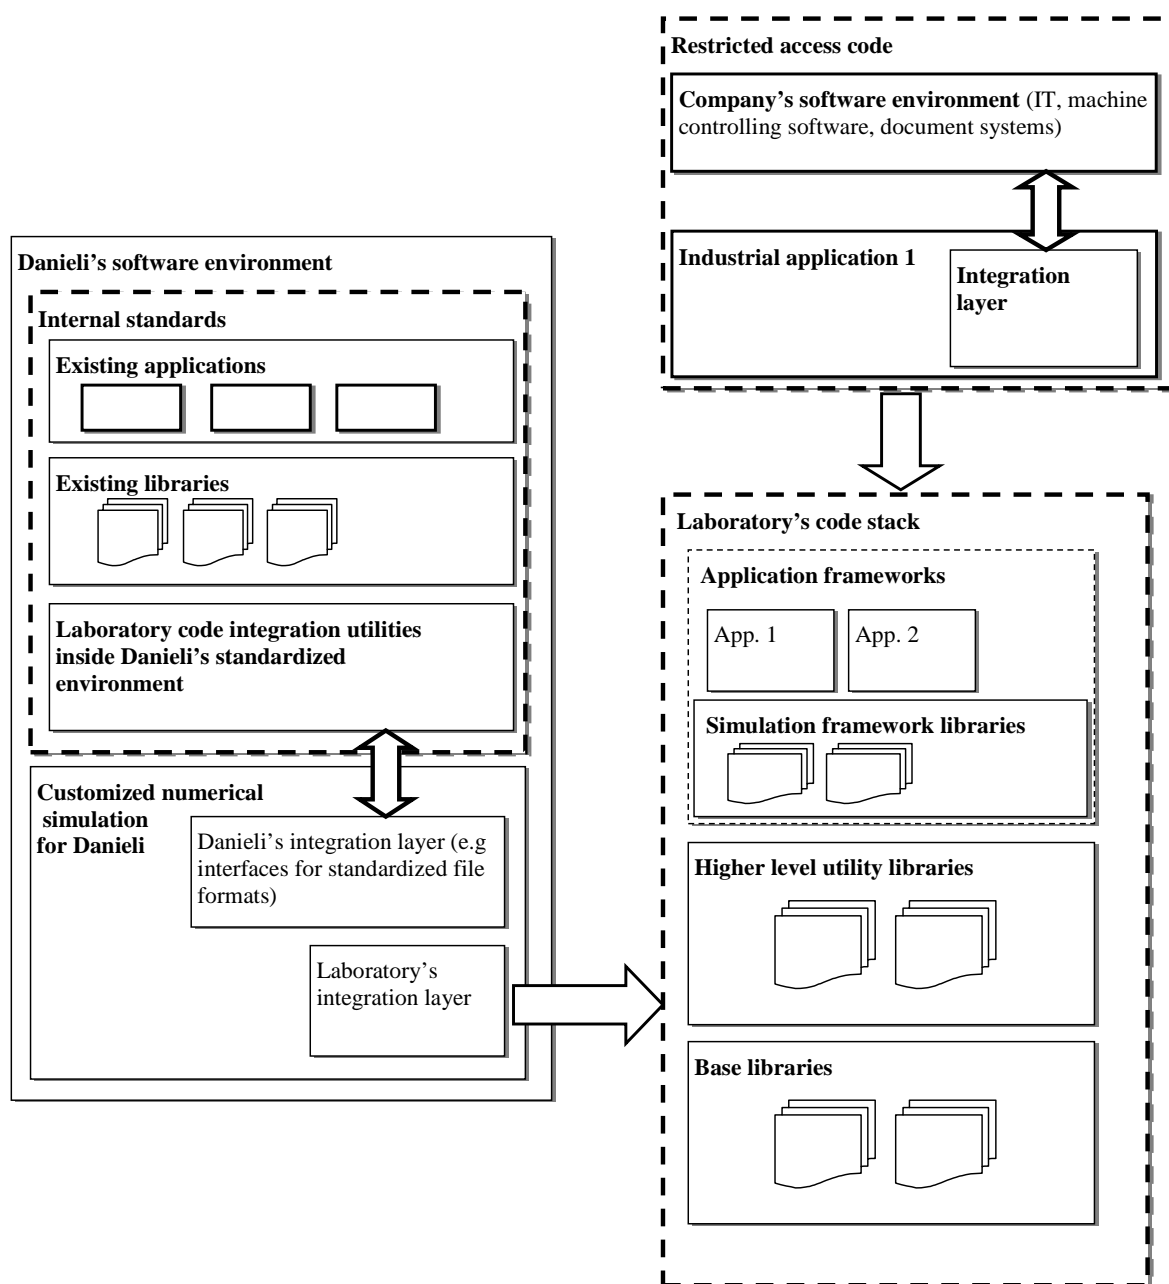 Restricted access code
Company's software environment (IT, machine
controlling software, document systems)
Industrial application 1
Integration
layer
Danieli's software environment
Internal standards
Existing applications
Existing libraries
Laboratory code integration utilities
inside Danieli's standardized
environment
Customized numerical
simulation
for Danieli
Danieli's integration layer (e.g
interfaces for standardized file
formats)
Laboratory's
integration layer
Laboratory's code stack
Application frameworks
App. 1
App. 2
Simulation framework libraries
Higher level utility libraries
Base libraries